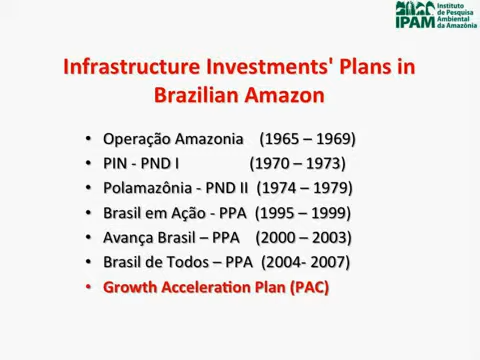 Instituto
de Pesquisa
Ambiental
da Amazônia
IPAM
Infrastructure Investments' Plans in
Brazilian Amazon
• Operação Amazonia (1965 – 1969)
• PIN - PND I (1970 – 1973)
• Polamazônia - PND II (1974 – 1979)
• Brasil em Ação - PPA (1995 – 1999)
• Avança Brasil – PPA (2000 – 2003)
• Brasil de Todos – PPA (2004- 2007)
• Growth Acceleration Plan (PAC)